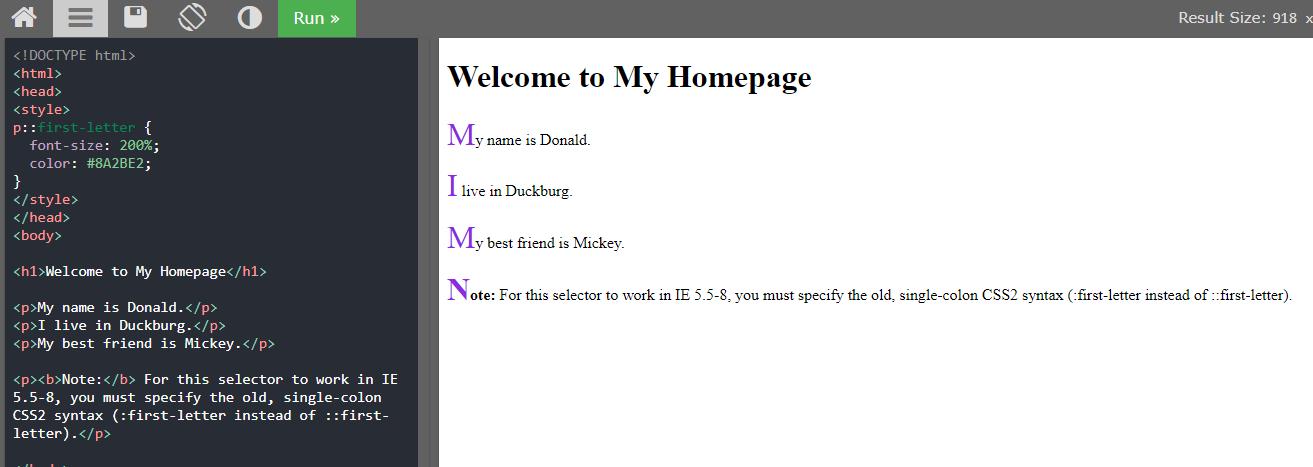 Run »
Result Size: 918 x
<!DOCTYPE html>
<html>
<head>
<style>
p::first-letter {
  font-size: 200%;
  color: #8A2BE2;
}
</style>
</head>
<body>
<h1>Welcome to My Homepage</h1>
<p>My name is Donald.</p>
<p>I live in Duckburg.</p>
<p>My best friend is Mickey.</p>
<p><b>Note:</b> For this selector to work in IE
5.5-8, you must specify the old, single-colon
CSS2 syntax (:first-letter instead of ::first-
letter).</p>
Welcome to My Homepage
My name is Donald.
I live in Duckburg.
My best friend is Mickey.
Note: For this selector to work in IE 5.5-8, you must specify the old, single-colon CSS2 syntax (:first-letter instead of ::first-letter).